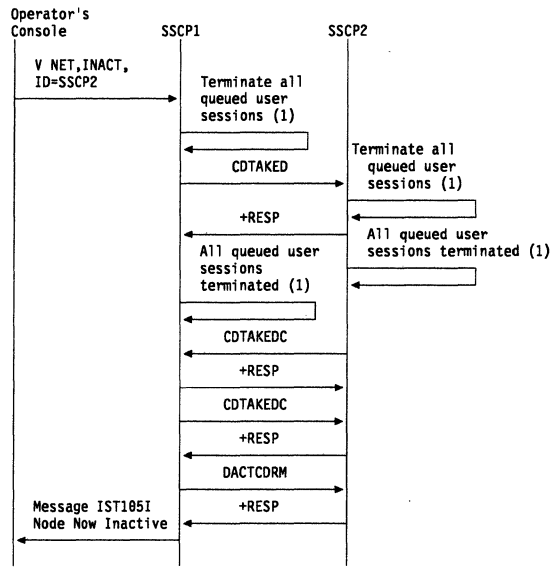 Operator's
Console
SSCP1
SSCP2
V NET,INACT,
ID=SSCP2
Terminate all
queued user
sessions (1)
CDTAKED
Terminate all
queued user
sessions (1)
+RESP
All queued user
sessions terminated (1)
All queued user
sessions
terminated (1)
CDTAKEDC
+RESP
CDTAKEDC
+RESP
DACTCDRM
+RESP
Message IST105I
Node Now Inactive